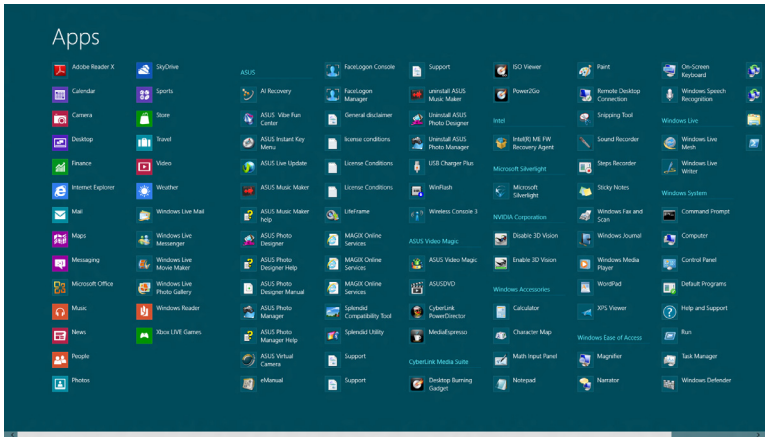 Apps
Adobe Reader X
Calendar
Camera
Desktop
Finance
Internet Explorer
Mail
Maps
Messaging
Microsoft Office
Music
News
People
Photos
SkyDrive
Sports
Store
Travel
Video
Weather
Windows Live Mail
Windows Live
Messenger
Windows Live
Movie Maker
Windows Live
Photo Gallery
Windows Reader
Xbox LIVE Games
ASUS
AI Recovery
ASUS Vibe Fun
Center
ASUS Instant Key
Menu
ASUS Live Update
ASUS Music Maker
ASUS Music Maker
help
ASUS Photo
Designer
ASUS Photo
Designer Help
ASUS Photo
Designer Manual
ASUS Photo
Manager
ASUS Photo
Manager Help
ASUS Virtual
Camera
eManual
FaceLogon Console
FaceLogon
Manager
General disclaimer
license conditions
License Conditions
License Conditions
LifeFrame
MAGIX Online
Services
MAGIX Online
Services
MAGIX Online
Services
Splendid
Compatibility Tool
Splendid Utility
Support
Support
Support
unreinstall ASUS
Music Maker
Uninstall ASUS
Photo Designer
Uninstall ASUS
Photo Manager
USB Charger Plus
WinFlash
Wireless Console 3
ASUS Video Magic
ASUS Video Magic
ASUSDVD
CyberLink
PowerDirector
MediaEspresso
CyberLink Media Suite
Desktop Burning
Gadget
ISO Viewer
Power2Go
Intel
Intel(R) ME FW
Recovery Agent
Microsoft Silverlight
Microsoft
Silverlight
NVIDIA Corporation
Disable 3D Vision
Enable 3D Vision
Windows Accessories
Calculator
Character Map
Math Input Panel
Notepad
Paint
Remote Desktop
Connection
Snipping Tool
Sound Recorder
Steps Recorder
Sticky Notes
Windows Fax and
Scan
Windows Journal
Windows Media
Player
WordPad
XPS Viewer
Windows Ease of Access
Magnifier
Narrator
On-Screen
Keyboard
Windows Speech
Recognition
Windows Live
Windows Live
Mesh
Windows Live
Writer
Windows System
Command Prompt
Computer
Control Panel
Default Programs
Help and Support
Run
Task Manager
Windows Defender